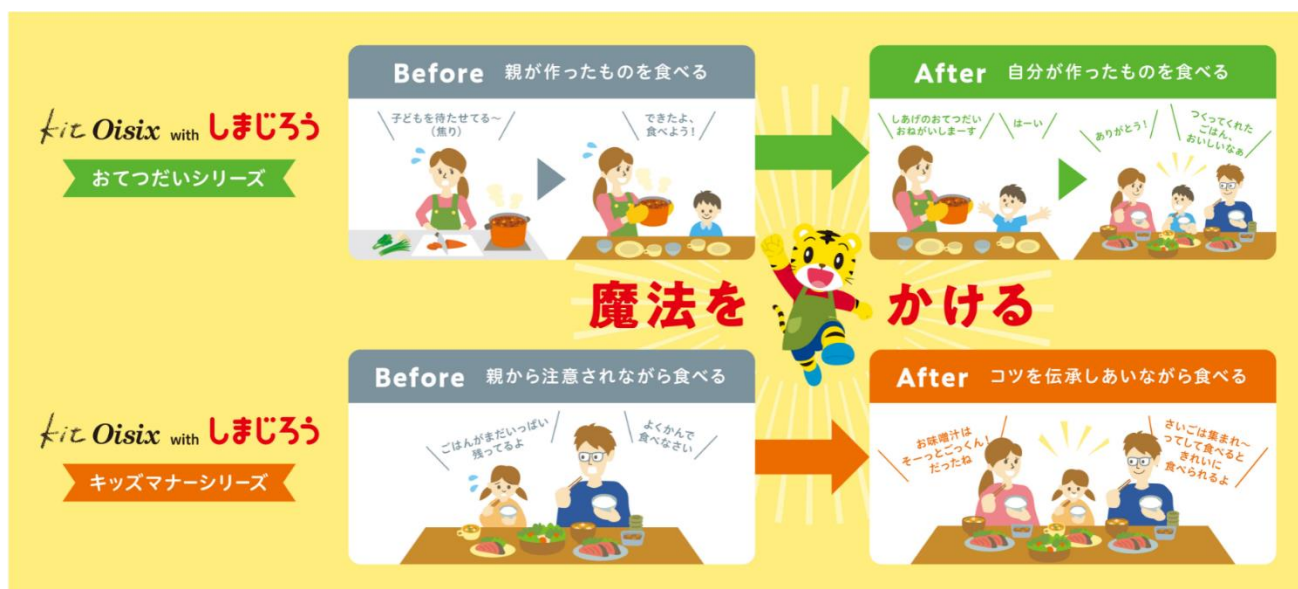 kit Oisix with しまじろう
おてつだいシリーズ
Before 親が作ったものを食べる
子どもを待たせてる～
（焦り）
できたよ、
食べよう！
After 自分が作ったものを食べる
しあげのおてつだい
おねがいしまーす
はーい
ありがとう！
つくってくれた
ごはん、
おいしいなぁ
魔法を かける
kit Oisix with しまじろう
キッズマナーシリーズ
Before 親から注意されながら食べる
ごはんがまだいっぱい
残ってるよ
よくかんで
食べなさい
After コツを伝承しあいながら食べる
お味噌汁は
そーっとごっくん！
だったね
さいごは集まれ～
ってして食べると
きれいに
食べられるよ